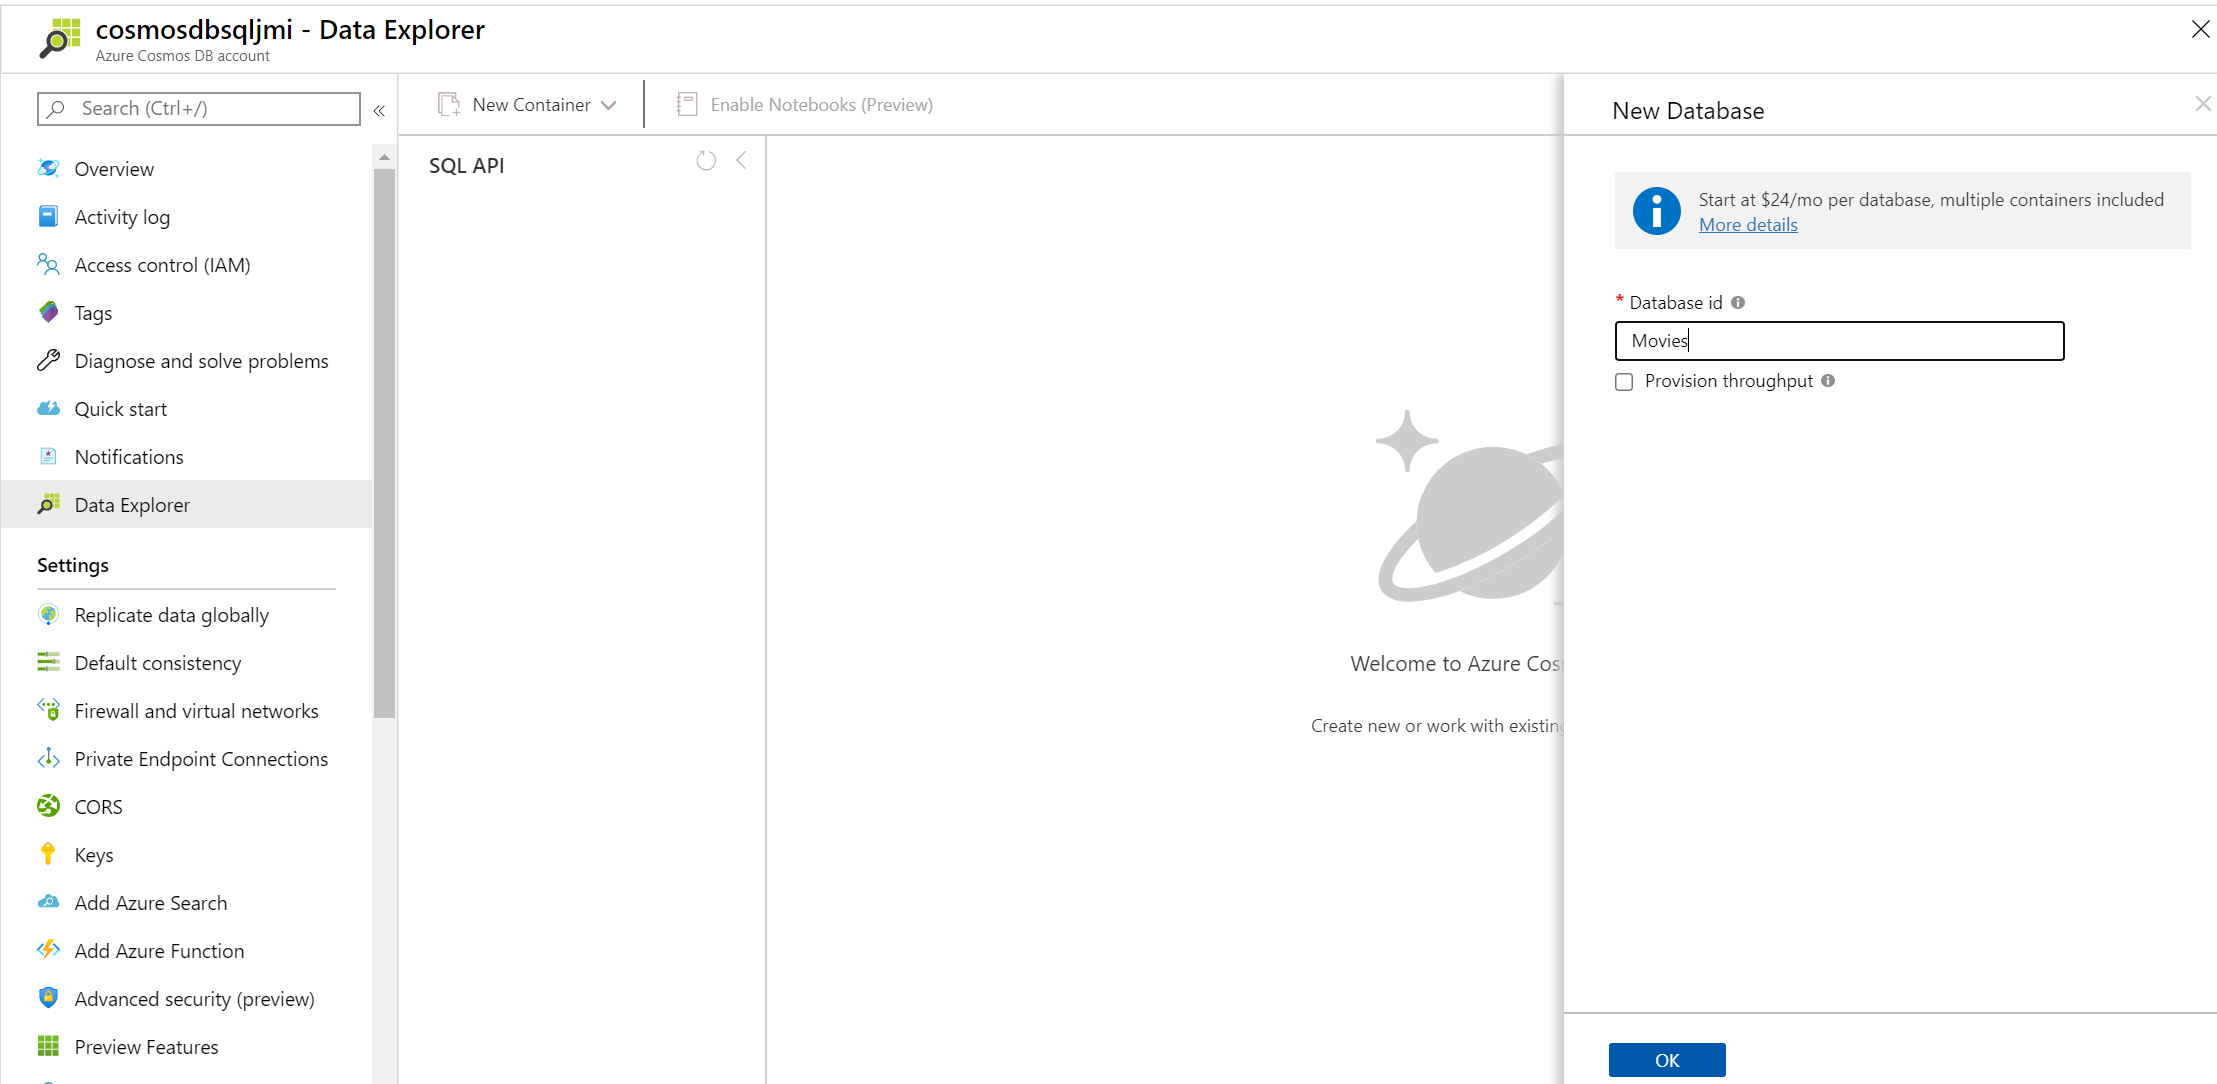 cosmosdbsqljmi - Data Explorer
Azure Cosmos DB account
Search (Ctrl+/)
«
Overview
Activity log
Access control (IAM)
Tags
Diagnose and solve problems
Quick start
Notifications
Data Explorer
Settings
Replicate data globally
Default consistency
Firewall and virtual networks
Private Endpoint Connections
CORS
Keys
Add Azure Search
Add Azure Function
Advanced security (preview)
Preview Features
New Container
Enable Notebooks (Preview)
SQL API
Welcome to Azure Cos
Create new or work with existing
New Database
Start at $24/mo per database, multiple containers included
More details
* Database id
Movies
Provision throughput
OK